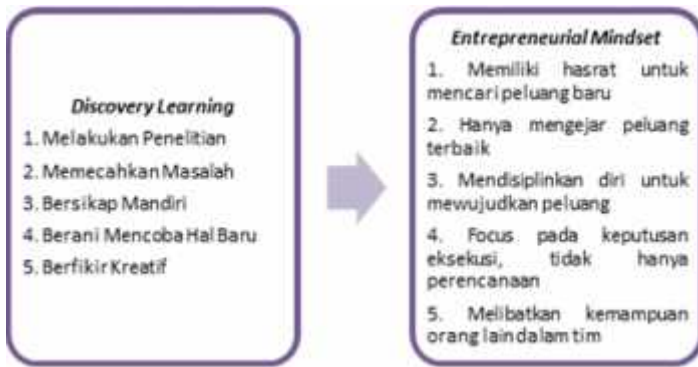 Discovery Learning
1. Melakukan Penelitian
2. Memecahkan Masalah
3. Bersikap Mandiri
4. Berani Mencoba Hal Baru
5. Berfikir Kreatif
Entrepreneurial Mindset
1. Memiliki hasrat untuk
mencari peluang baru
2. Hanya mengejar peluang
terbaik
3. Mendisiplinkan diri untuk
mewujudkan peluang
4. Focus pada keputusan
eksekusi, tidak hanya
perencanaan
5. Melibatkan kemampuan
orang lain dalam tim